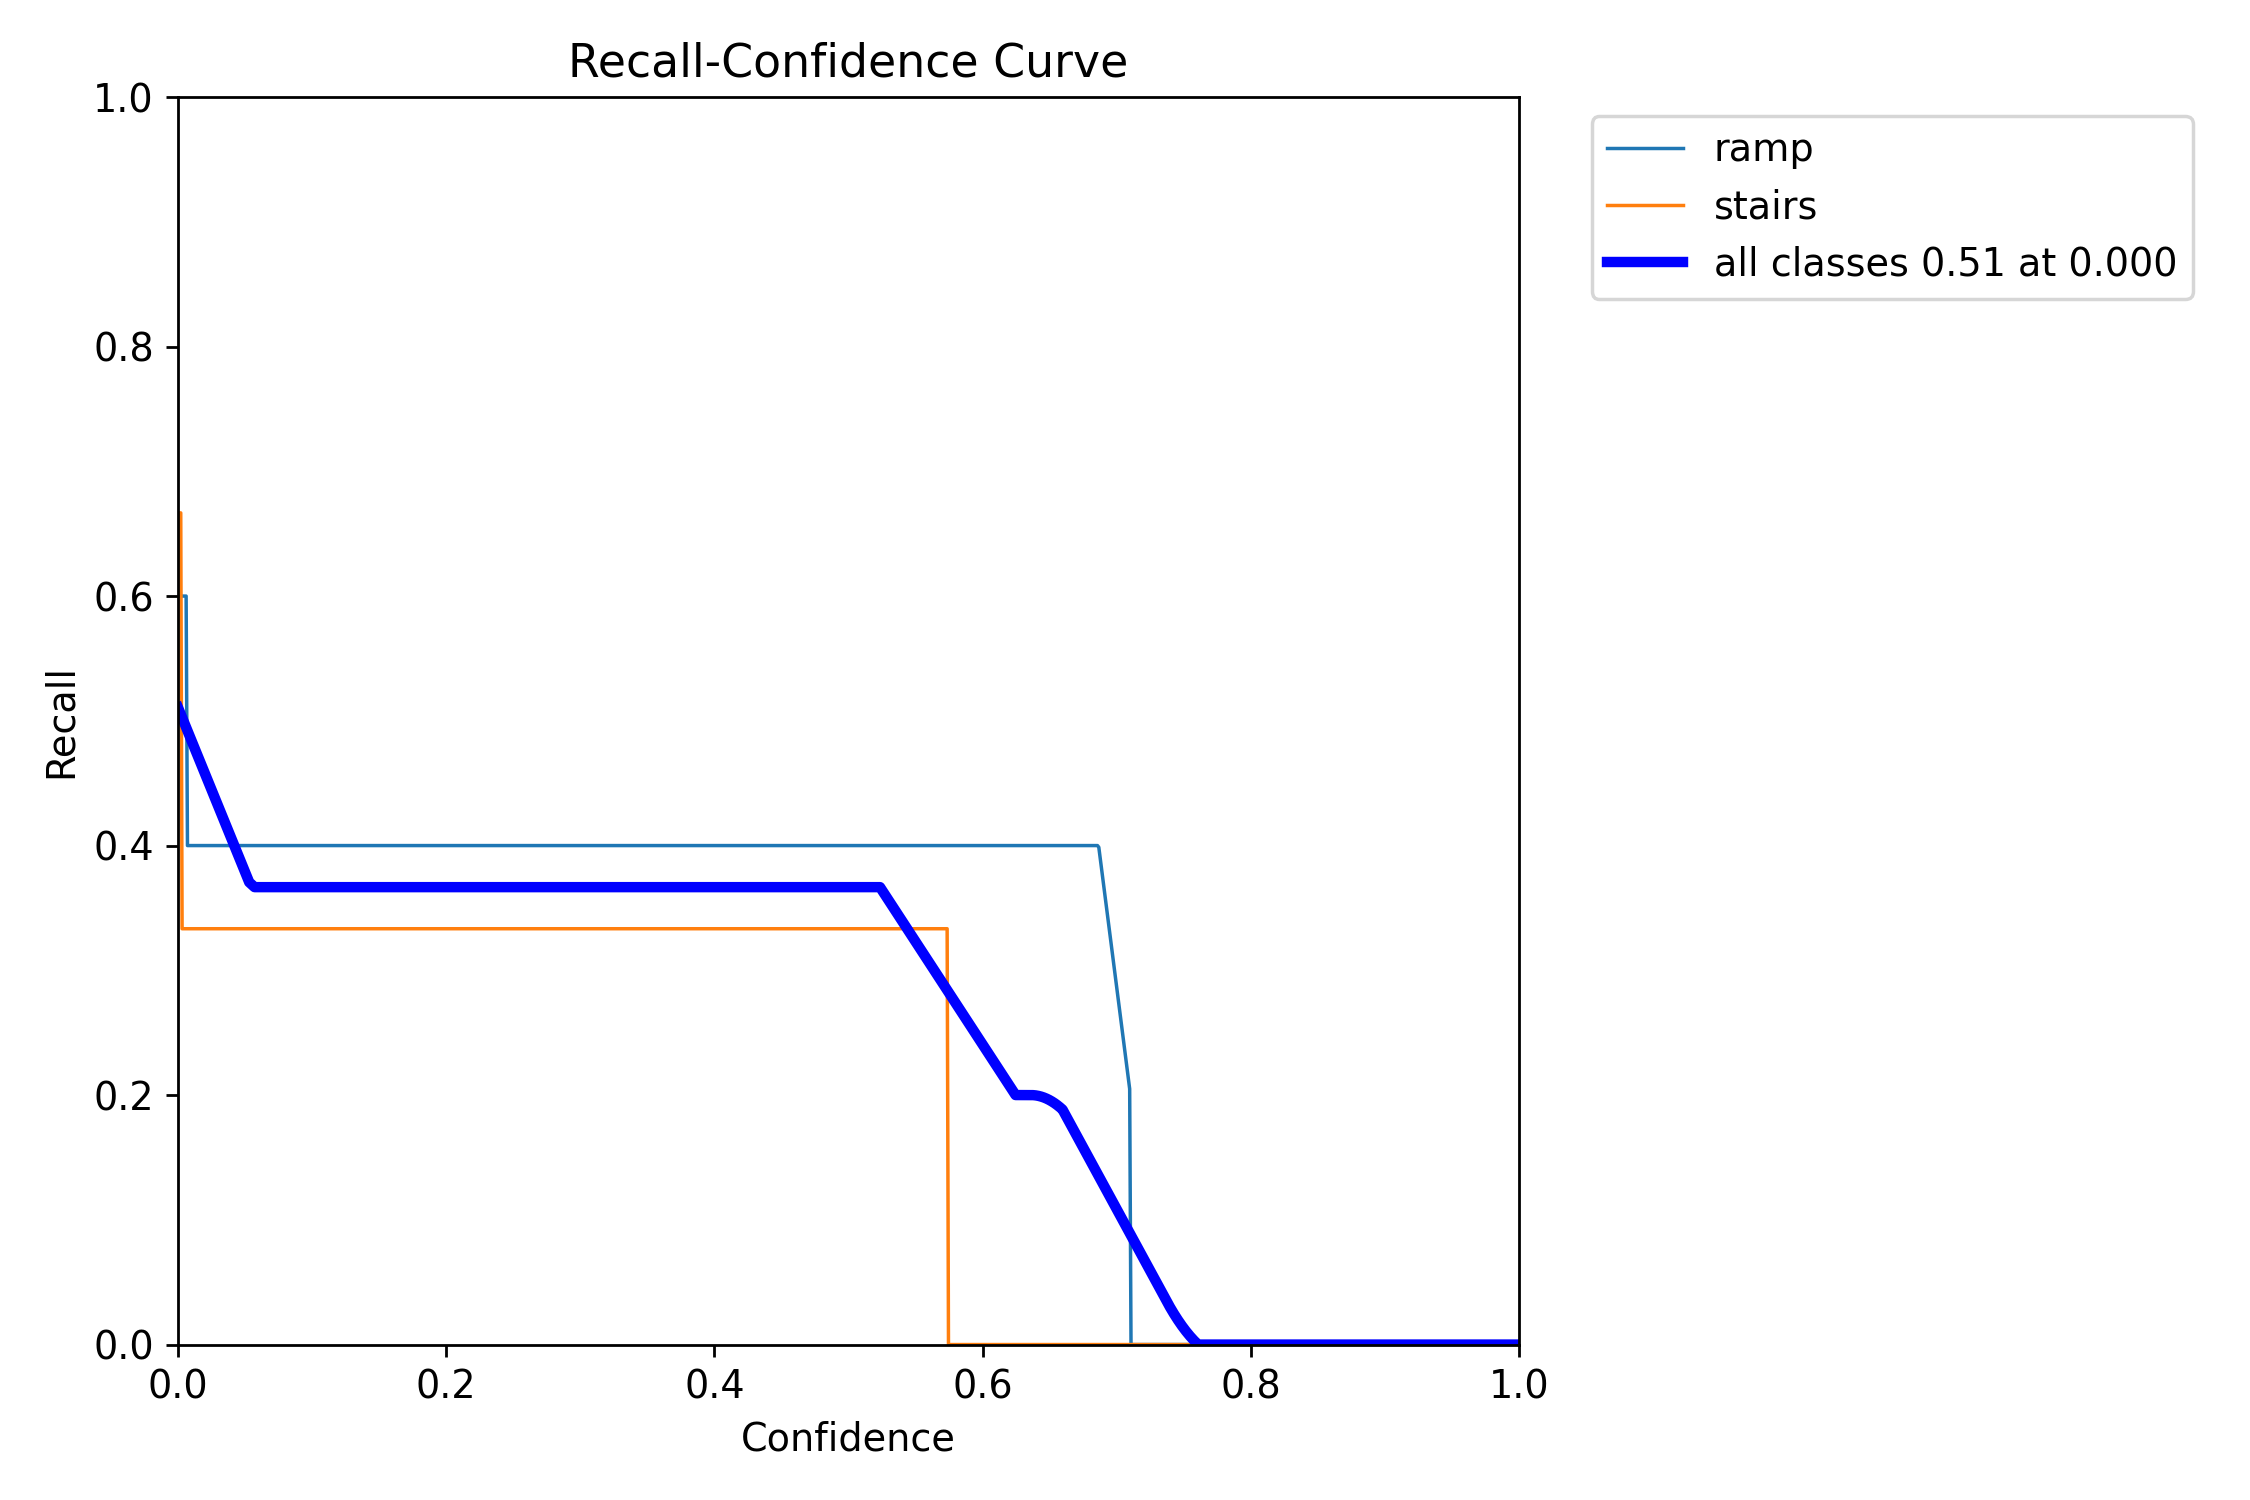 Recall-Confidence Curve
1.0
0.8
0.6
0.4
0.2
0.0
Recall
0.0 0.2 0.4 0.6 0.8 1.0
Confidence
ramp
stairs
all classes 0.51 at 0.000